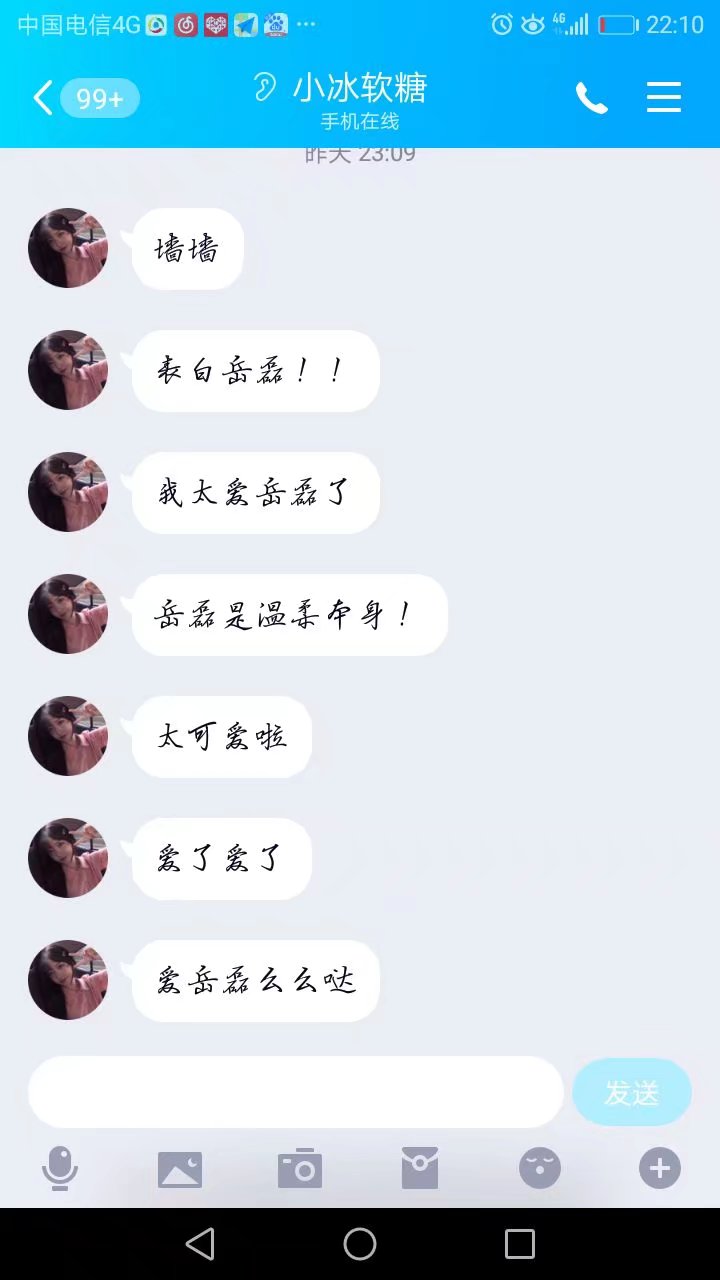 中国电信4G
4G
22:10
99+
小冰软糖
手机在线
昨天 23:09
墙墙
表白岳磊！！
我太爱岳磊了
岳磊是温柔本身！
太可爱啦
爱了爱了
爱岳磊么么哒
发送